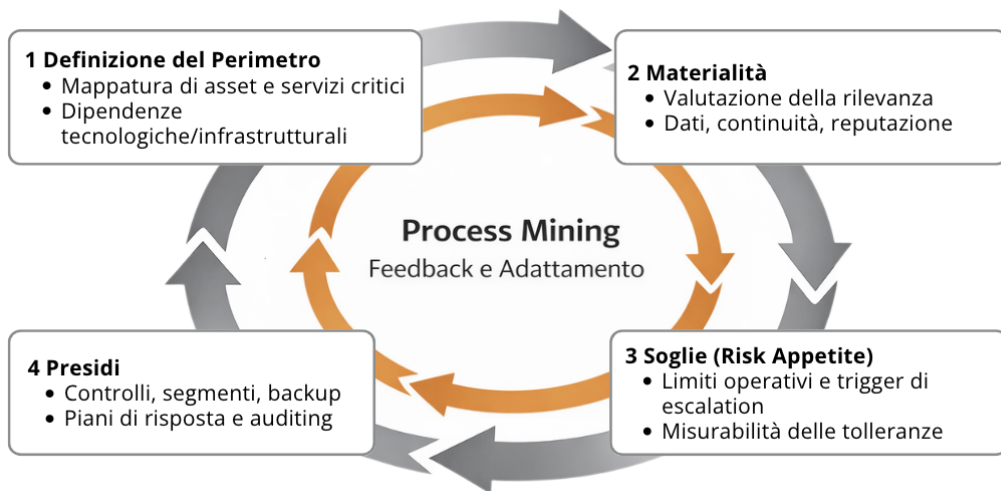 1 Definizione del Perimetro
• Mappatura di asset e servizi critici
• Dipendenze
tecnologiche/infrastrutturali
2 Materialità
• Valutazione della rilevanza
• Dati, continuità, reputazione
Process Mining
Feedback e Adattamento
3 Soglie (Risk Appetite)
• Limiti operativi e trigger di
escalation
• Misurabilità delle tolleranze
4 Presidi
• Controlli, segmenti, backup
• Piani di risposta e auditing